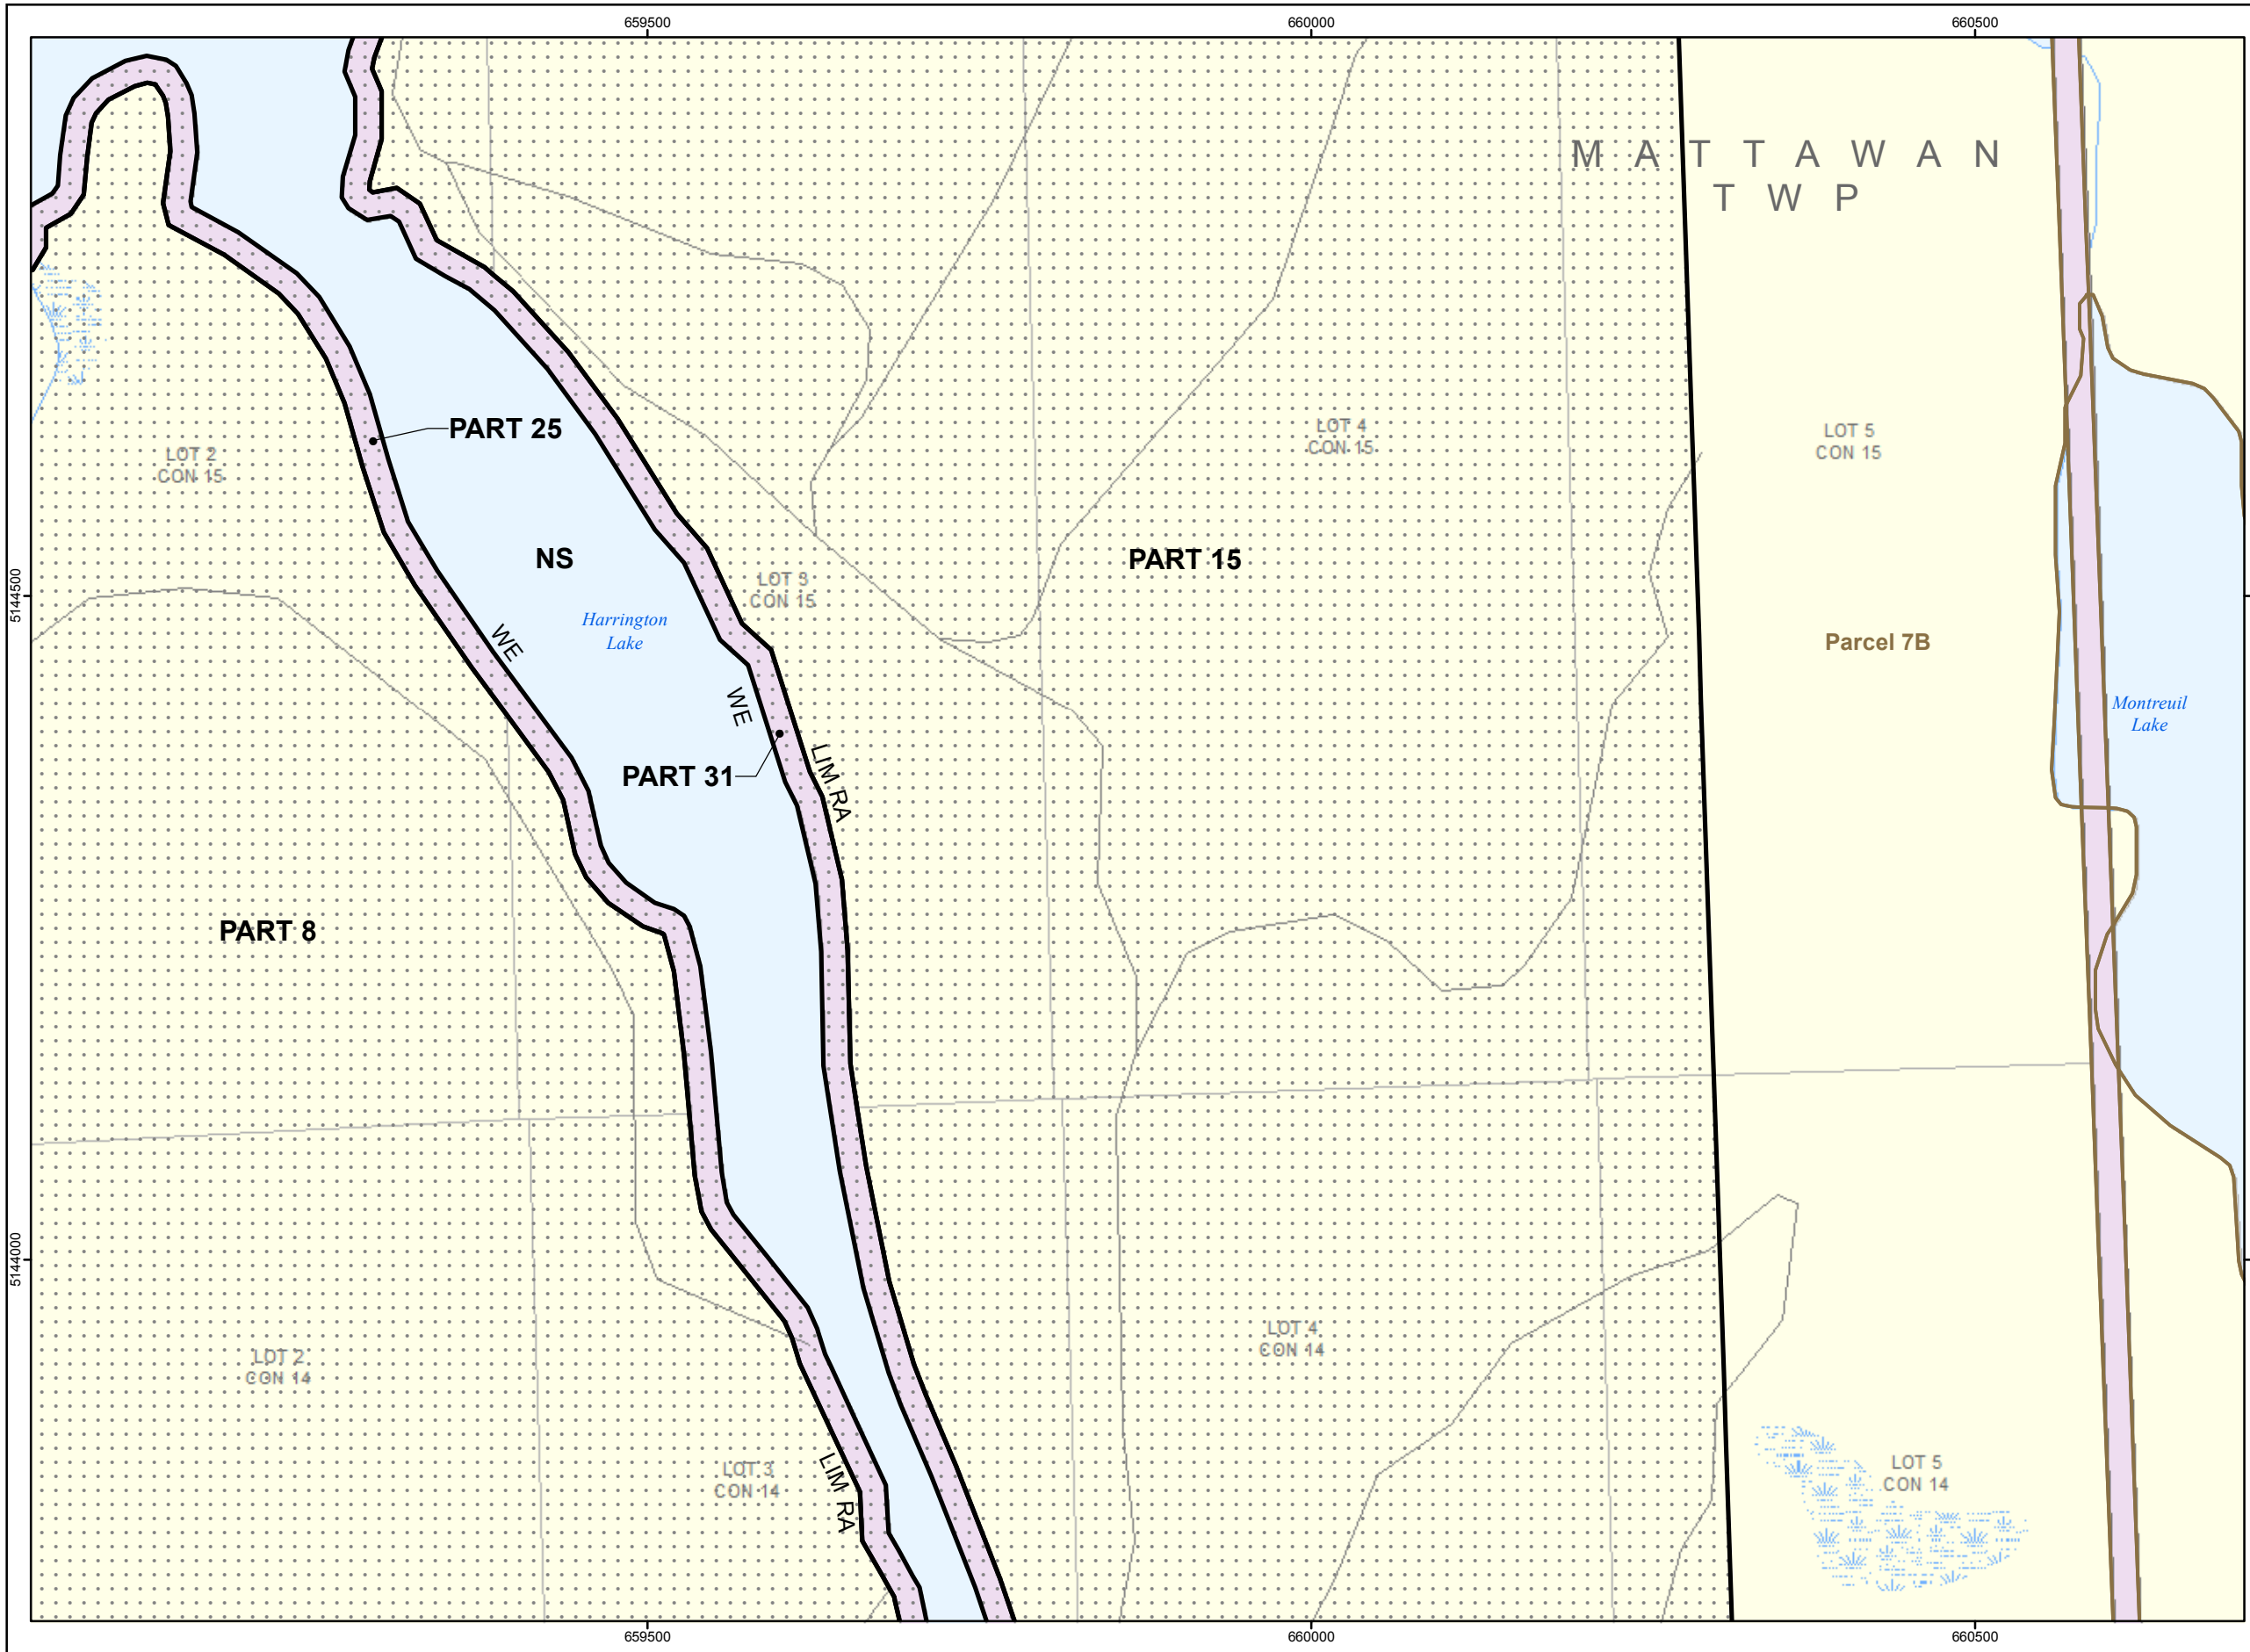 659500
660000
660500
MATTAWAN
TWP
PART 25
LOT 2
CON 15
LOT 4
CON 15
LOT 5
CON 15
NS
PART 15
LOT 3
CON 15
5144500
Harrington
Lake
WE
Parcel 7B
WE
Montreuil
Lake
PART 31
LIM RA
PART 8
5144000
LOT 4
CON 14
LOT 2
CON 14
LOT 3
CON 14
LIM RA
LOT 5
CON 14
659500
660000
660500